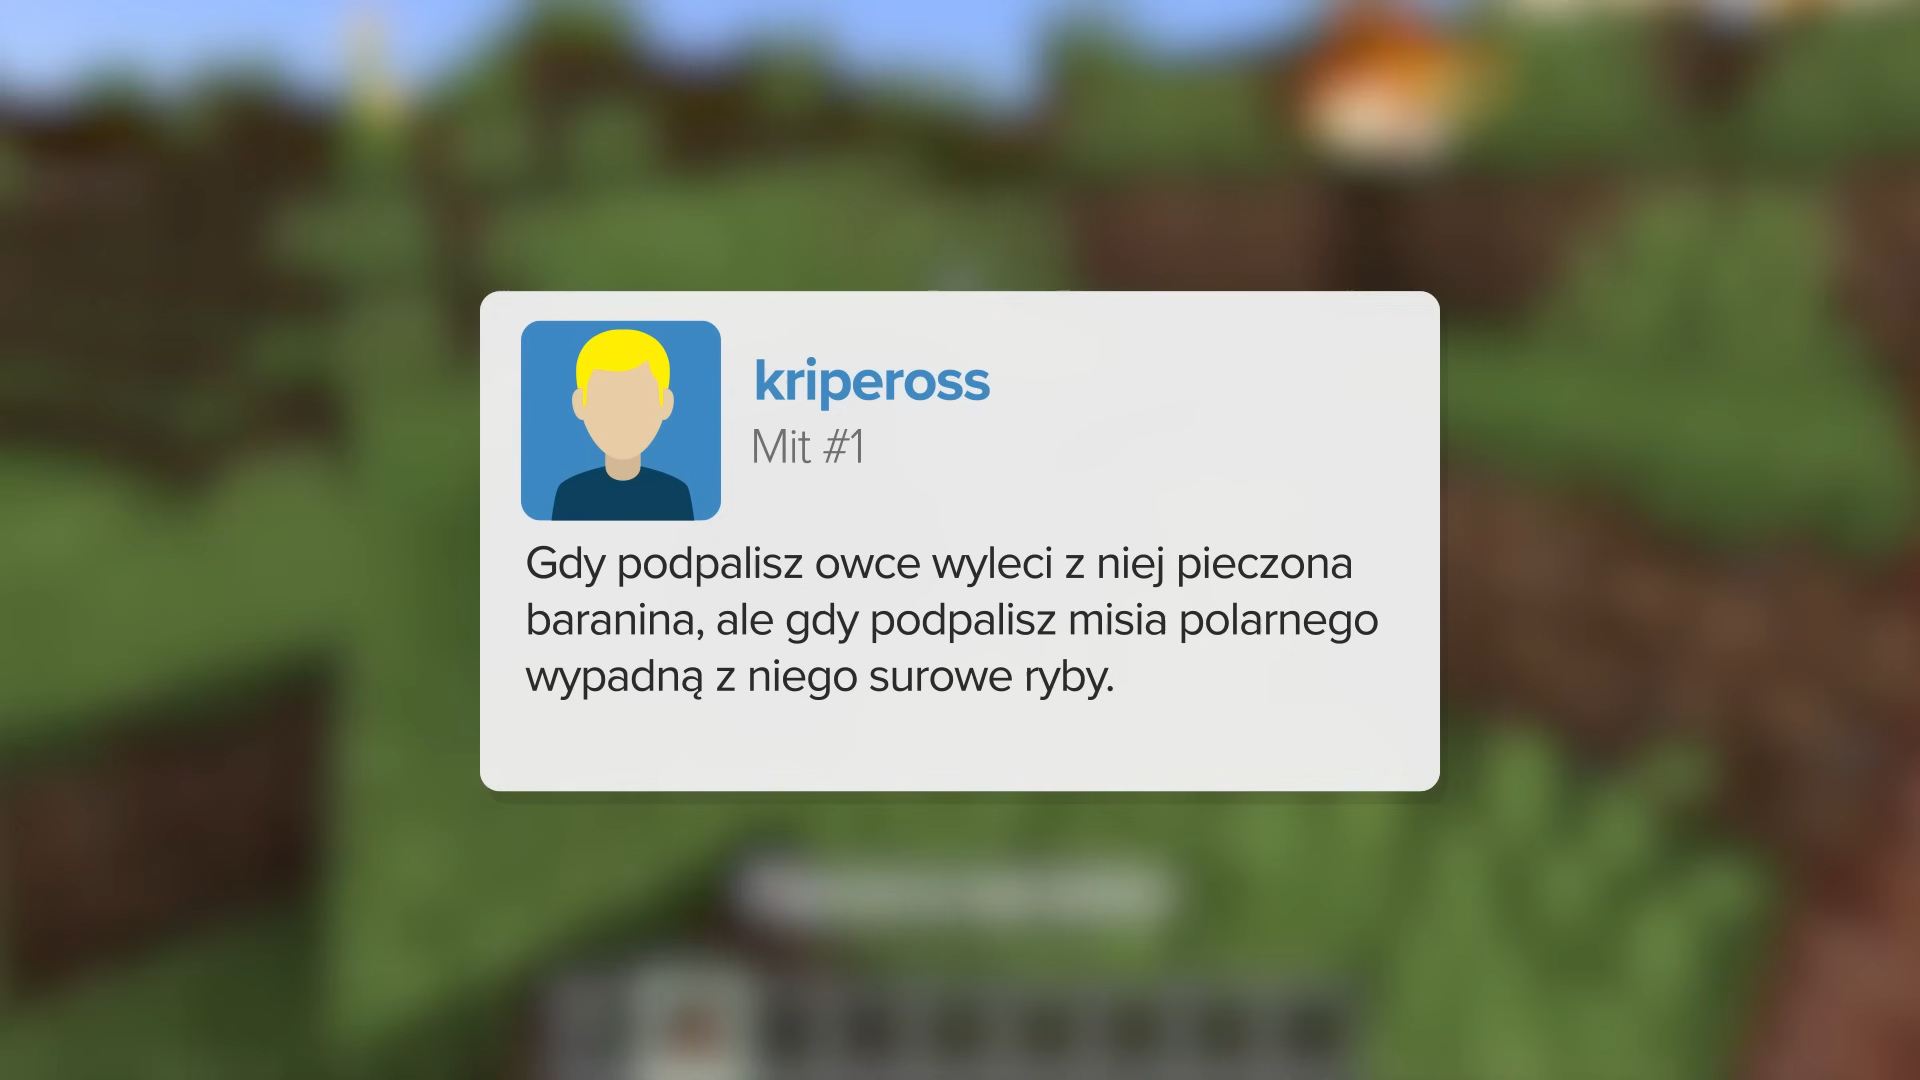 kripeross
Mit #1
Gdy podpalisz owce wyleci z niej pieczona
baranina, ale gdy podpalisz misia polarnego
wypadną z niego surowe ryby.